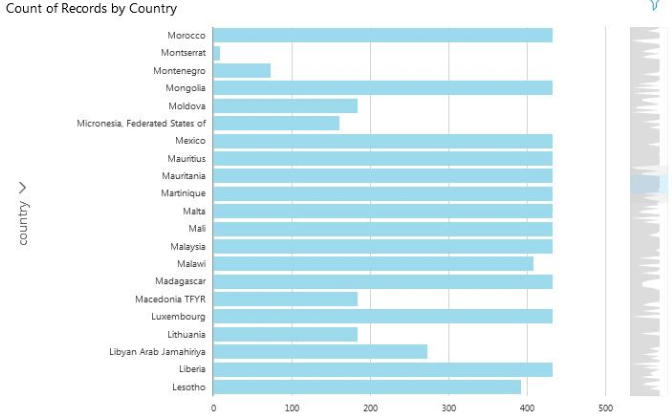 Count of Records by Country
Morocco
Montserrat
Montenegro
Mongolia
Moldova
Micronesia, Federated States of
Mexico
Mauritius
Mauritania
Martinique
Malta
Mali
Malaysia
Malawi
Madagascar
Macedonia TFYR
Luxembourg
Lithuania
Libyan Arab Jamahiriya
Liberia
Lesotho
country
0 100 200 300 400 500